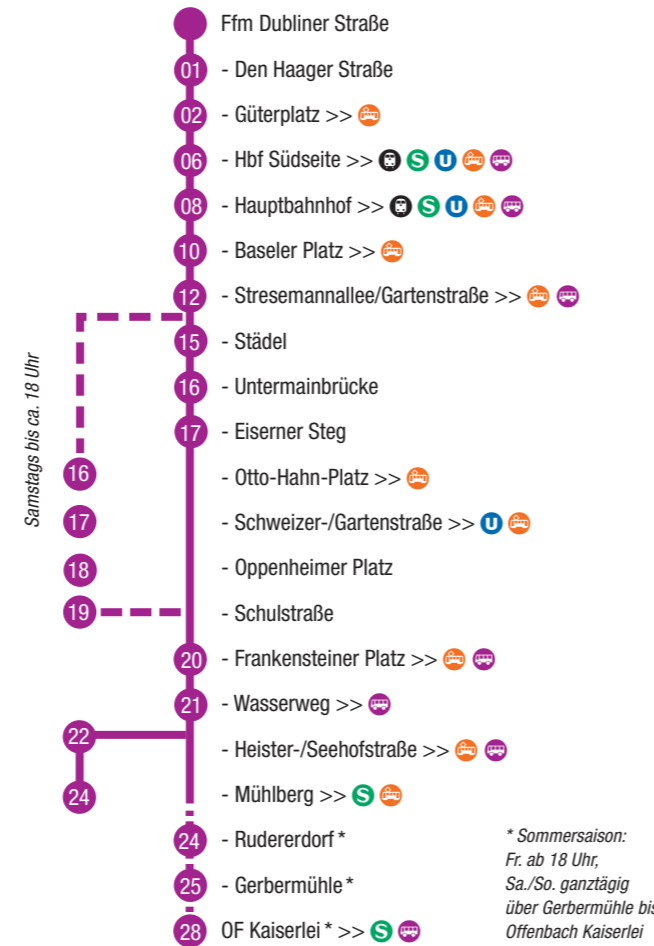 Ffm Dubliner Straße
01 - Den Haager Straße
02 - Güterplatz >>
06 - Hbf Südseite >> S U
08 - Hauptbahnhof >> S U
10 - Baseler Platz >>
12 - Stresemannallee/Gartenstraße >>
Samstags bis ca. 18 Uhr
15 - Städel
16 - Untermainbrücke
17 - Eiserner Steg
16 - Otto-Hahn-Platz >>
17 - Schweizer-/Gartenstraße >> U
18 - Oppenheimer Platz
19 - Schulstraße
20 - Frankensteiner Platz >>
21 - Wasserweg >>
22 - Heister-/Seehofstraße >>
24 - Mühlberg >> S
24 - Rudererdorf *
25 - Gerbermühle *
28 OF Kaiserlei * >> S
* Sommersaison:
Fr. ab 18 Uhr,
Sa./So. ganztägig
über Gerbermühle bis
Offenbach Kaiserlei